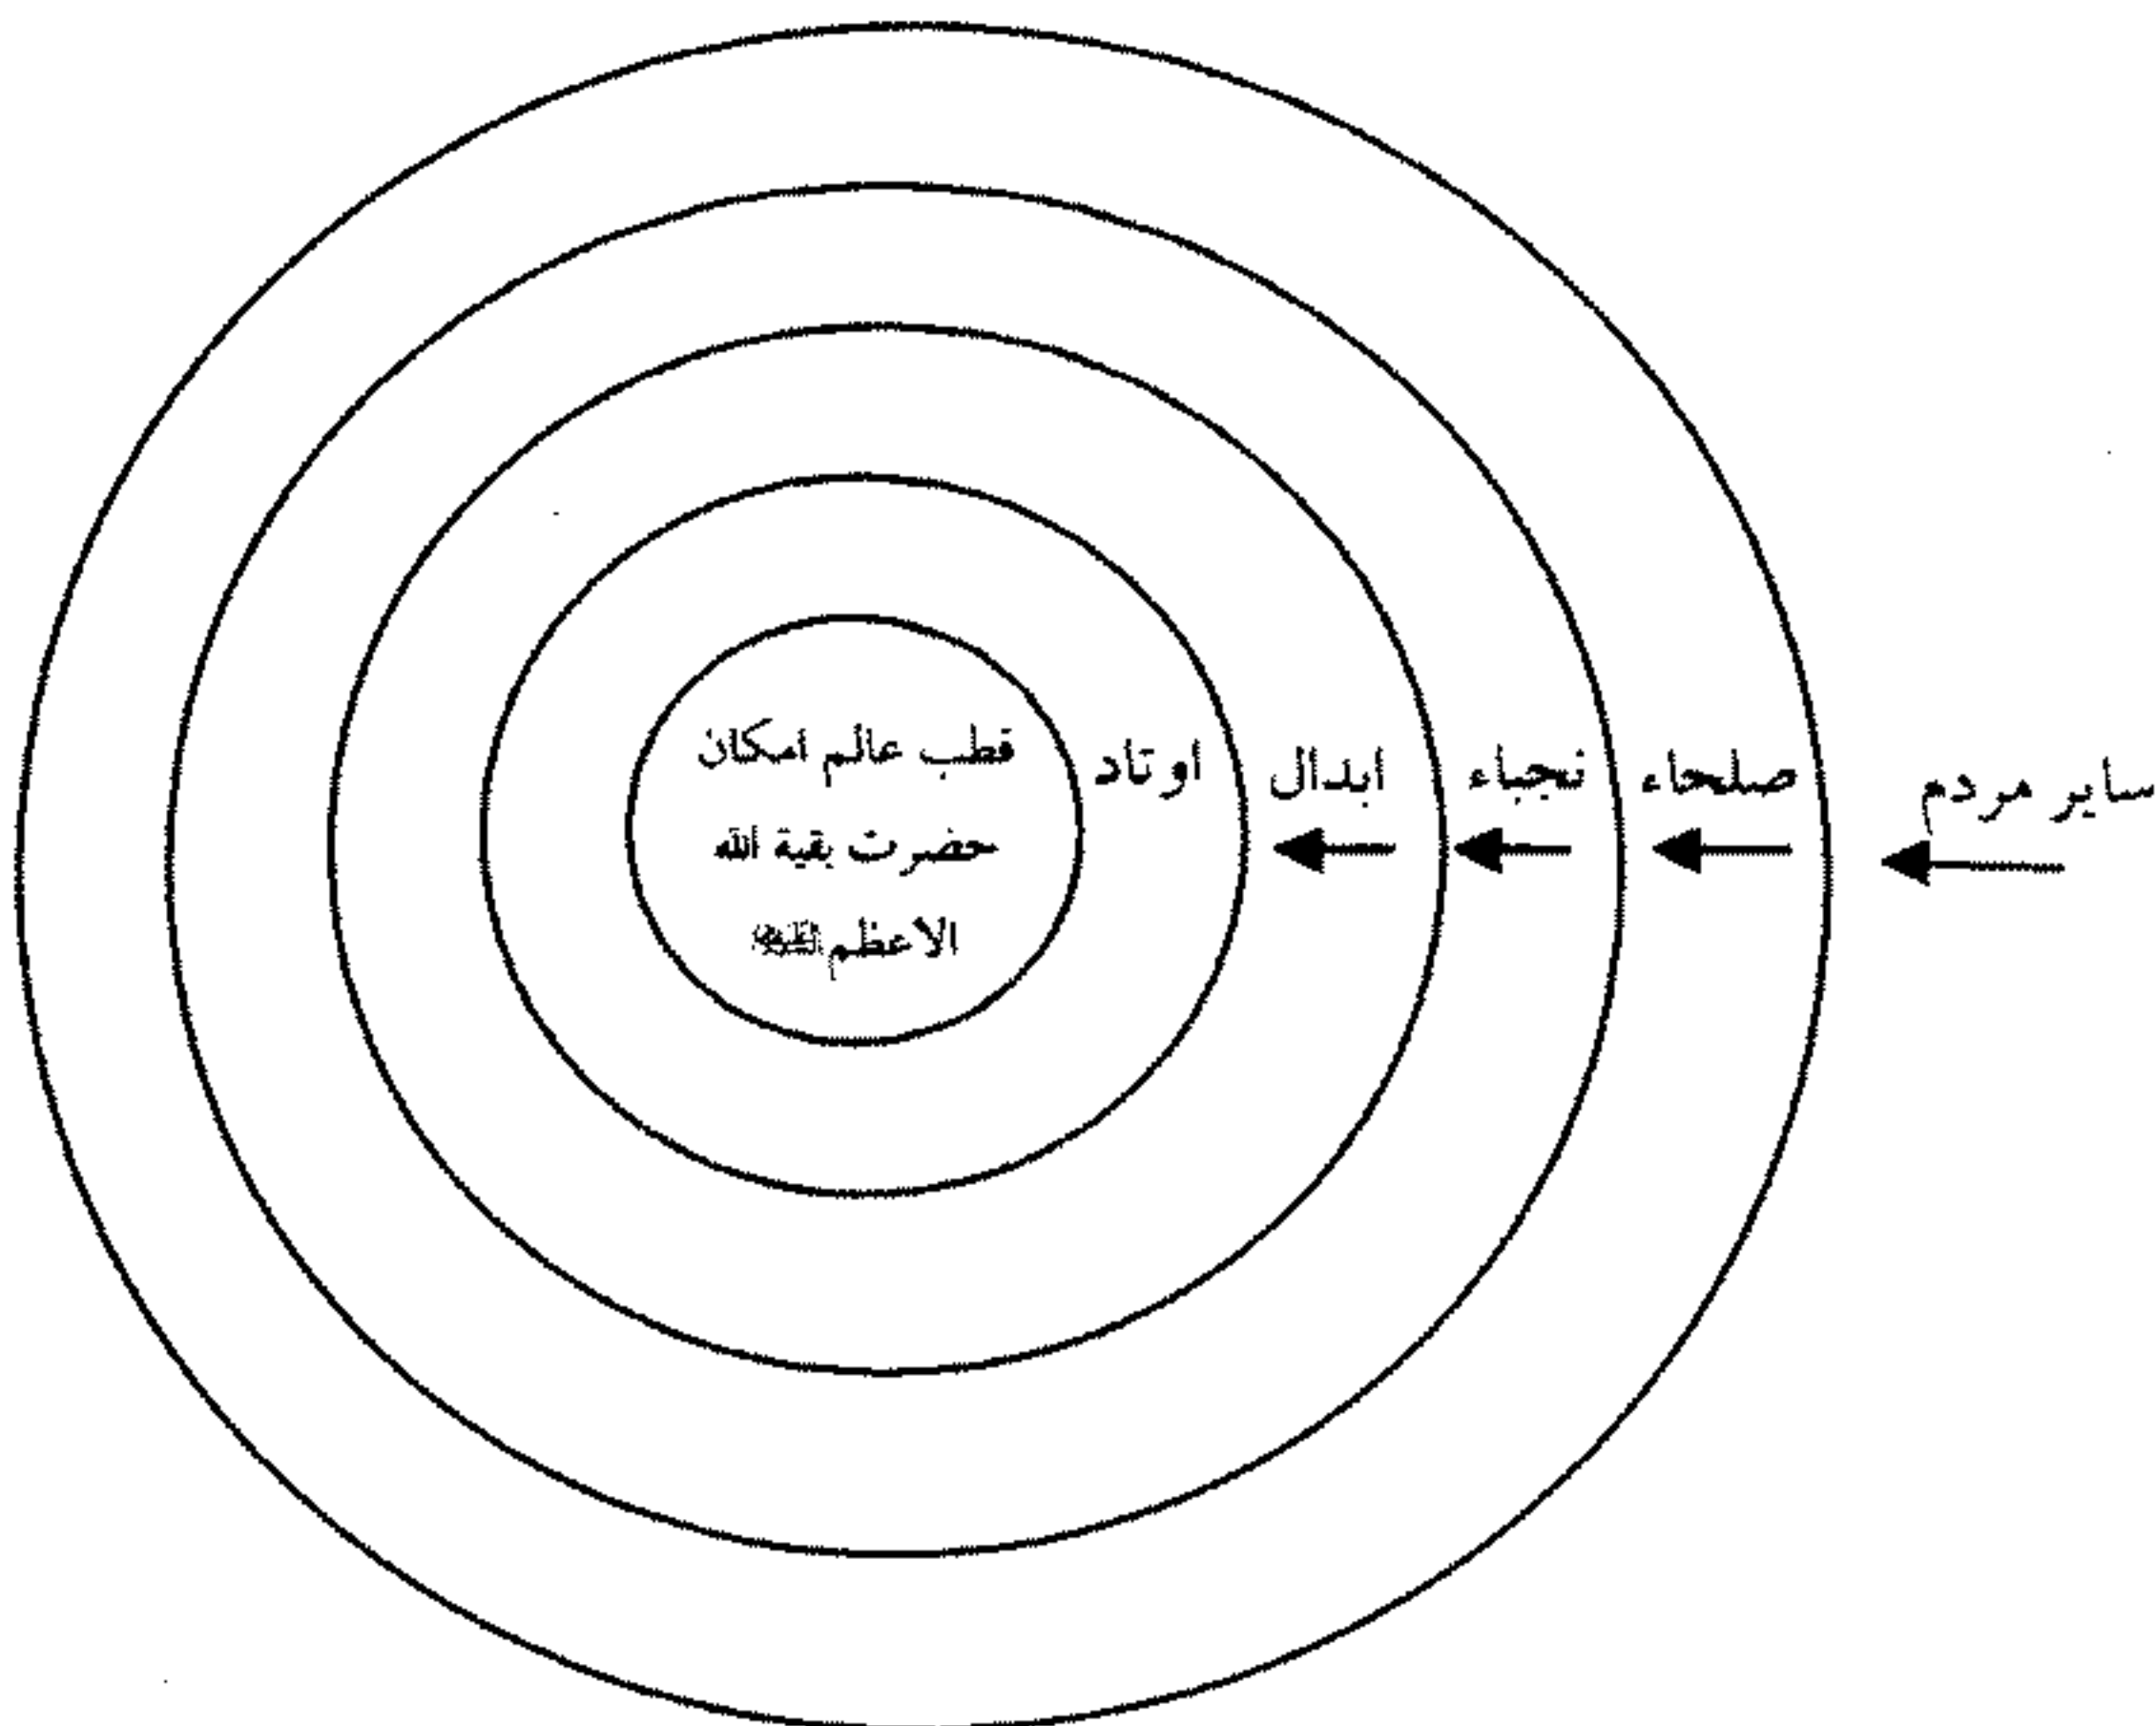 قطب عالم امکان
حضرت بقیة الله
الاعظم
اوتاد
ابدال
نجباء
صلحاء
سایر مردم